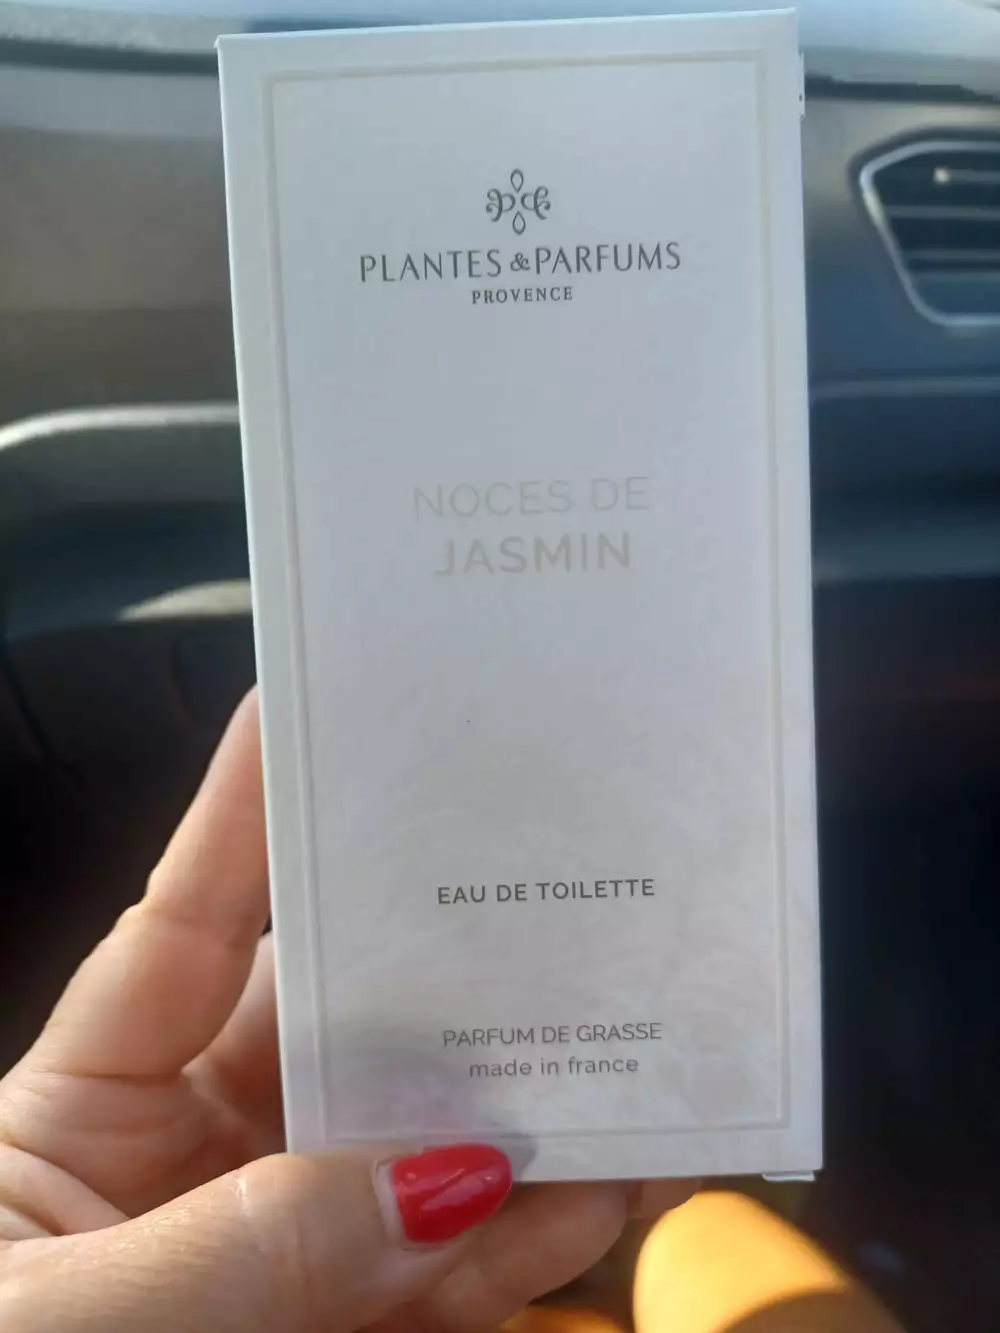 PLANTES & PARFUMS
PROVENCE
NOCES DE
JASMIN
EAU DE TOILETTE
PARFUM DE GRASSE
made in france